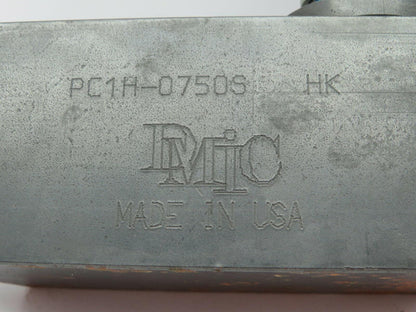 PC1H-0750S HK
DMIC
MADE IN USA